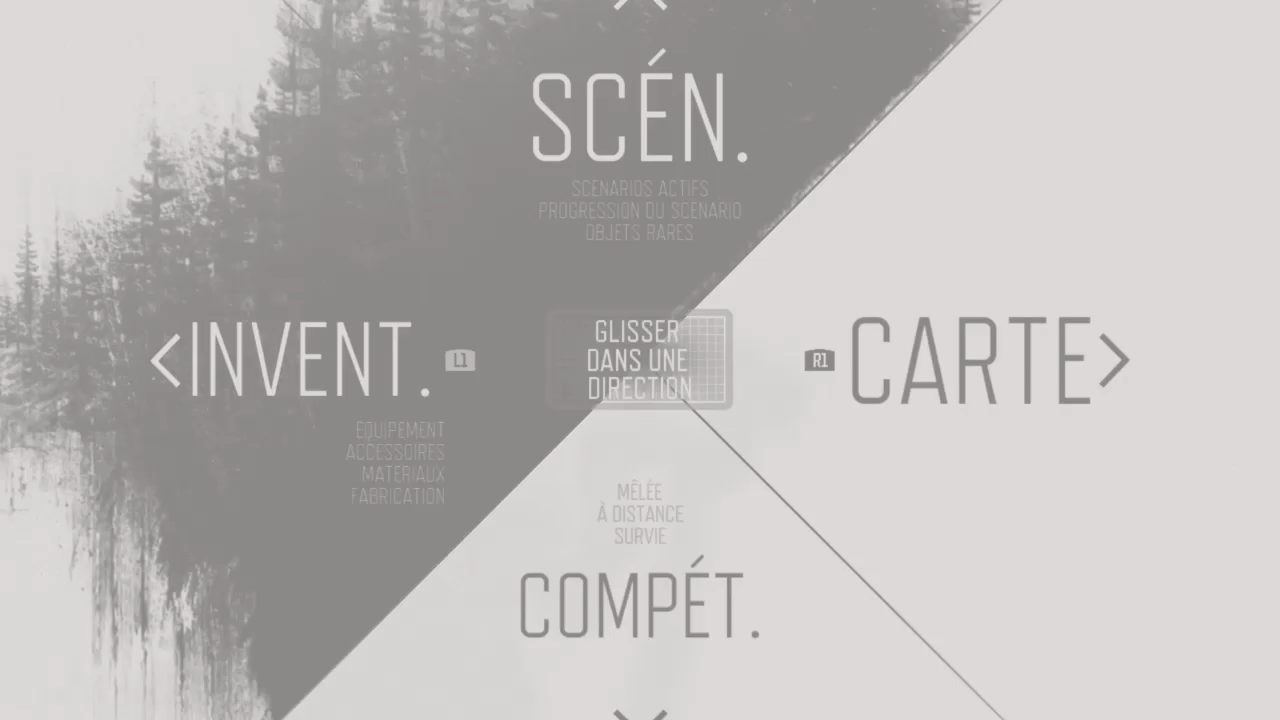 SCÉN.
SCÉNARIOS ACTIFS
PROGRESSION DU SCÉNARIO
OBJETS RARES
<INVENT. L1
ÉQUIPEMENT
ACCESSOIRES
MATÉRIAUX
FABRICATION
GLISSER
DANS UNE
DIRECTION
R1 CARTE>
MÊLÉE
À DISTANCE
SURVIE
COMPÉT.